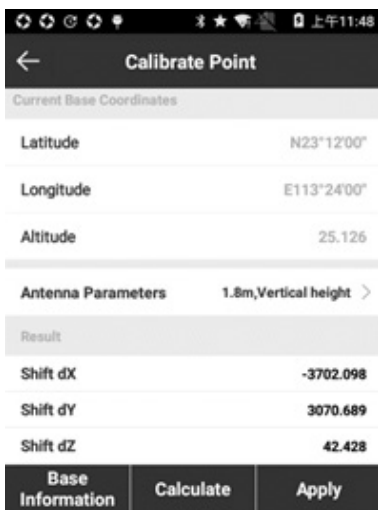 上午11:48
Calibrate Point
Current Base Coordinates
Latitude N23°12'00"
Longitude E113°24'00"
Altitude 25.126
Antenna Parameters 1.8m,Vertical height
Result
Shift dX -3702.098
Shift dY 3070.689
Shift dZ 42.428
Base Information Calculate Apply